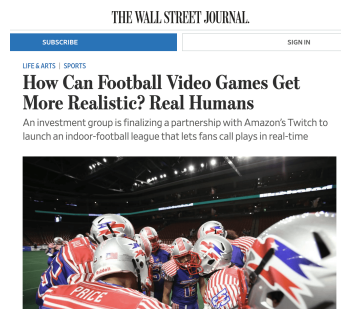 THE WALL STREET JOURNAL.
SUBSCRIBE
SIGN IN
LIFE & ARTS | SPORTS
How Can Football Video Games Get
More Realistic? Real Humans
An investment group is finalizing a partnership with Amazon's Twitch to
launch an indoor-football league that lets fans call plays in real-time
PRICE